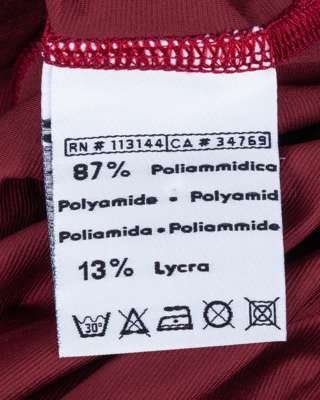 RN # 113144 CA # 34769
87% Poliammidica
Polyamide • Polyamid
Poliamida • Poliammide
13% Lycra
30°